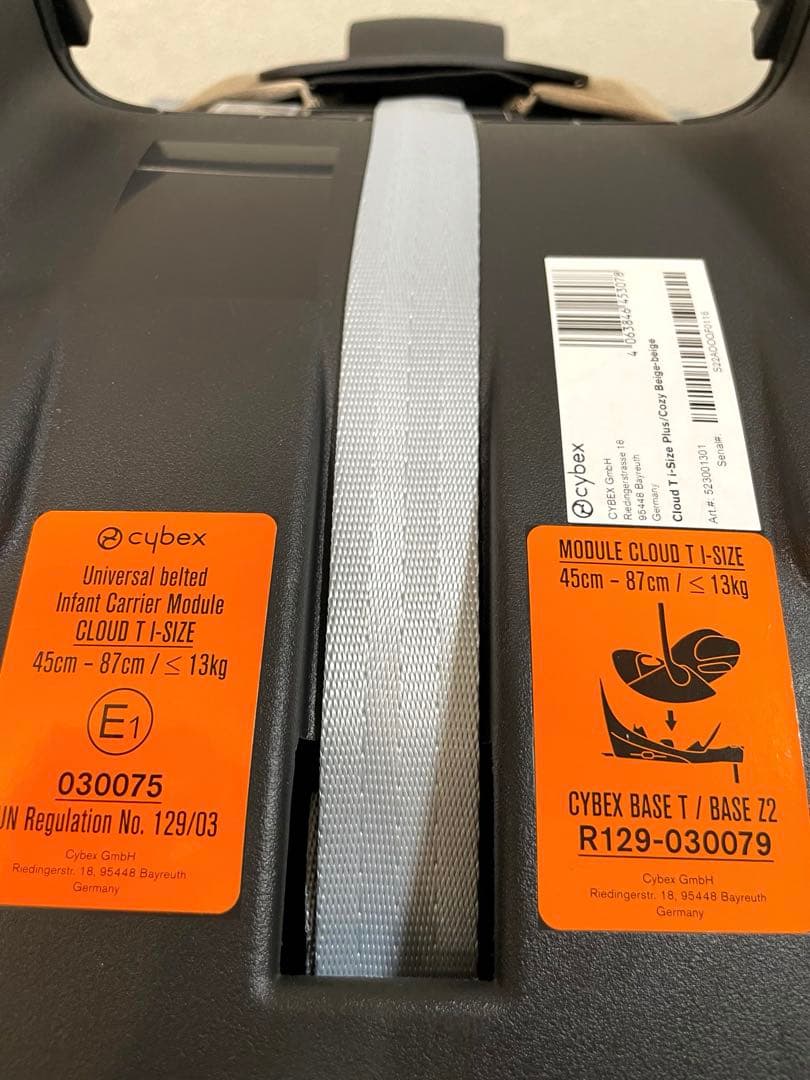 cybex
Universal belted
Infant Carrier Module
CLOUD T I-SIZE
45cm – 87cm / ≤ 13kg
E1
030075
UN Regulation No. 129/03
Cybex GmbH
Riedingerstr. 18, 95448 Bayreuth
Germany
cybex
CYBEX GmbH
Riedingerstrasse 18
95448 Bayreuth
Germany
4 063846 453078
Cloud T i-Size Plus/Cozy Beige-beige
Art.#: 523001301
Serial#:
MODULE CLOUD T I-SIZE
45cm – 87cm / ≤ 13kg
CYBEX BASE T / BASE Z2
R129-030079
Cybex GmbH
Riedingerstr. 18, 95448 Bayreuth
Germany